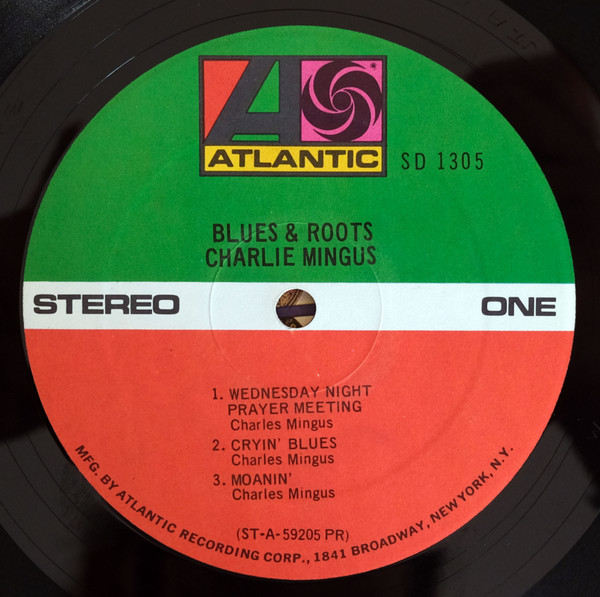 ATLANTIC
SD 1305
BLUES & ROOTS
CHARLIE MINGUS
STEREO
ONE
1. WEDNESDAY NIGHT
PRAYER MEETING
Charles Mingus
2. CRYIN' BLUES
Charles Mingus
3. MOANIN'
Charles Mingus
(ST-A-59205 PR)
MFG. BY ATLANTIC RECORDING CORP., 1841 BROADWAY, NEW YORK, N.Y.